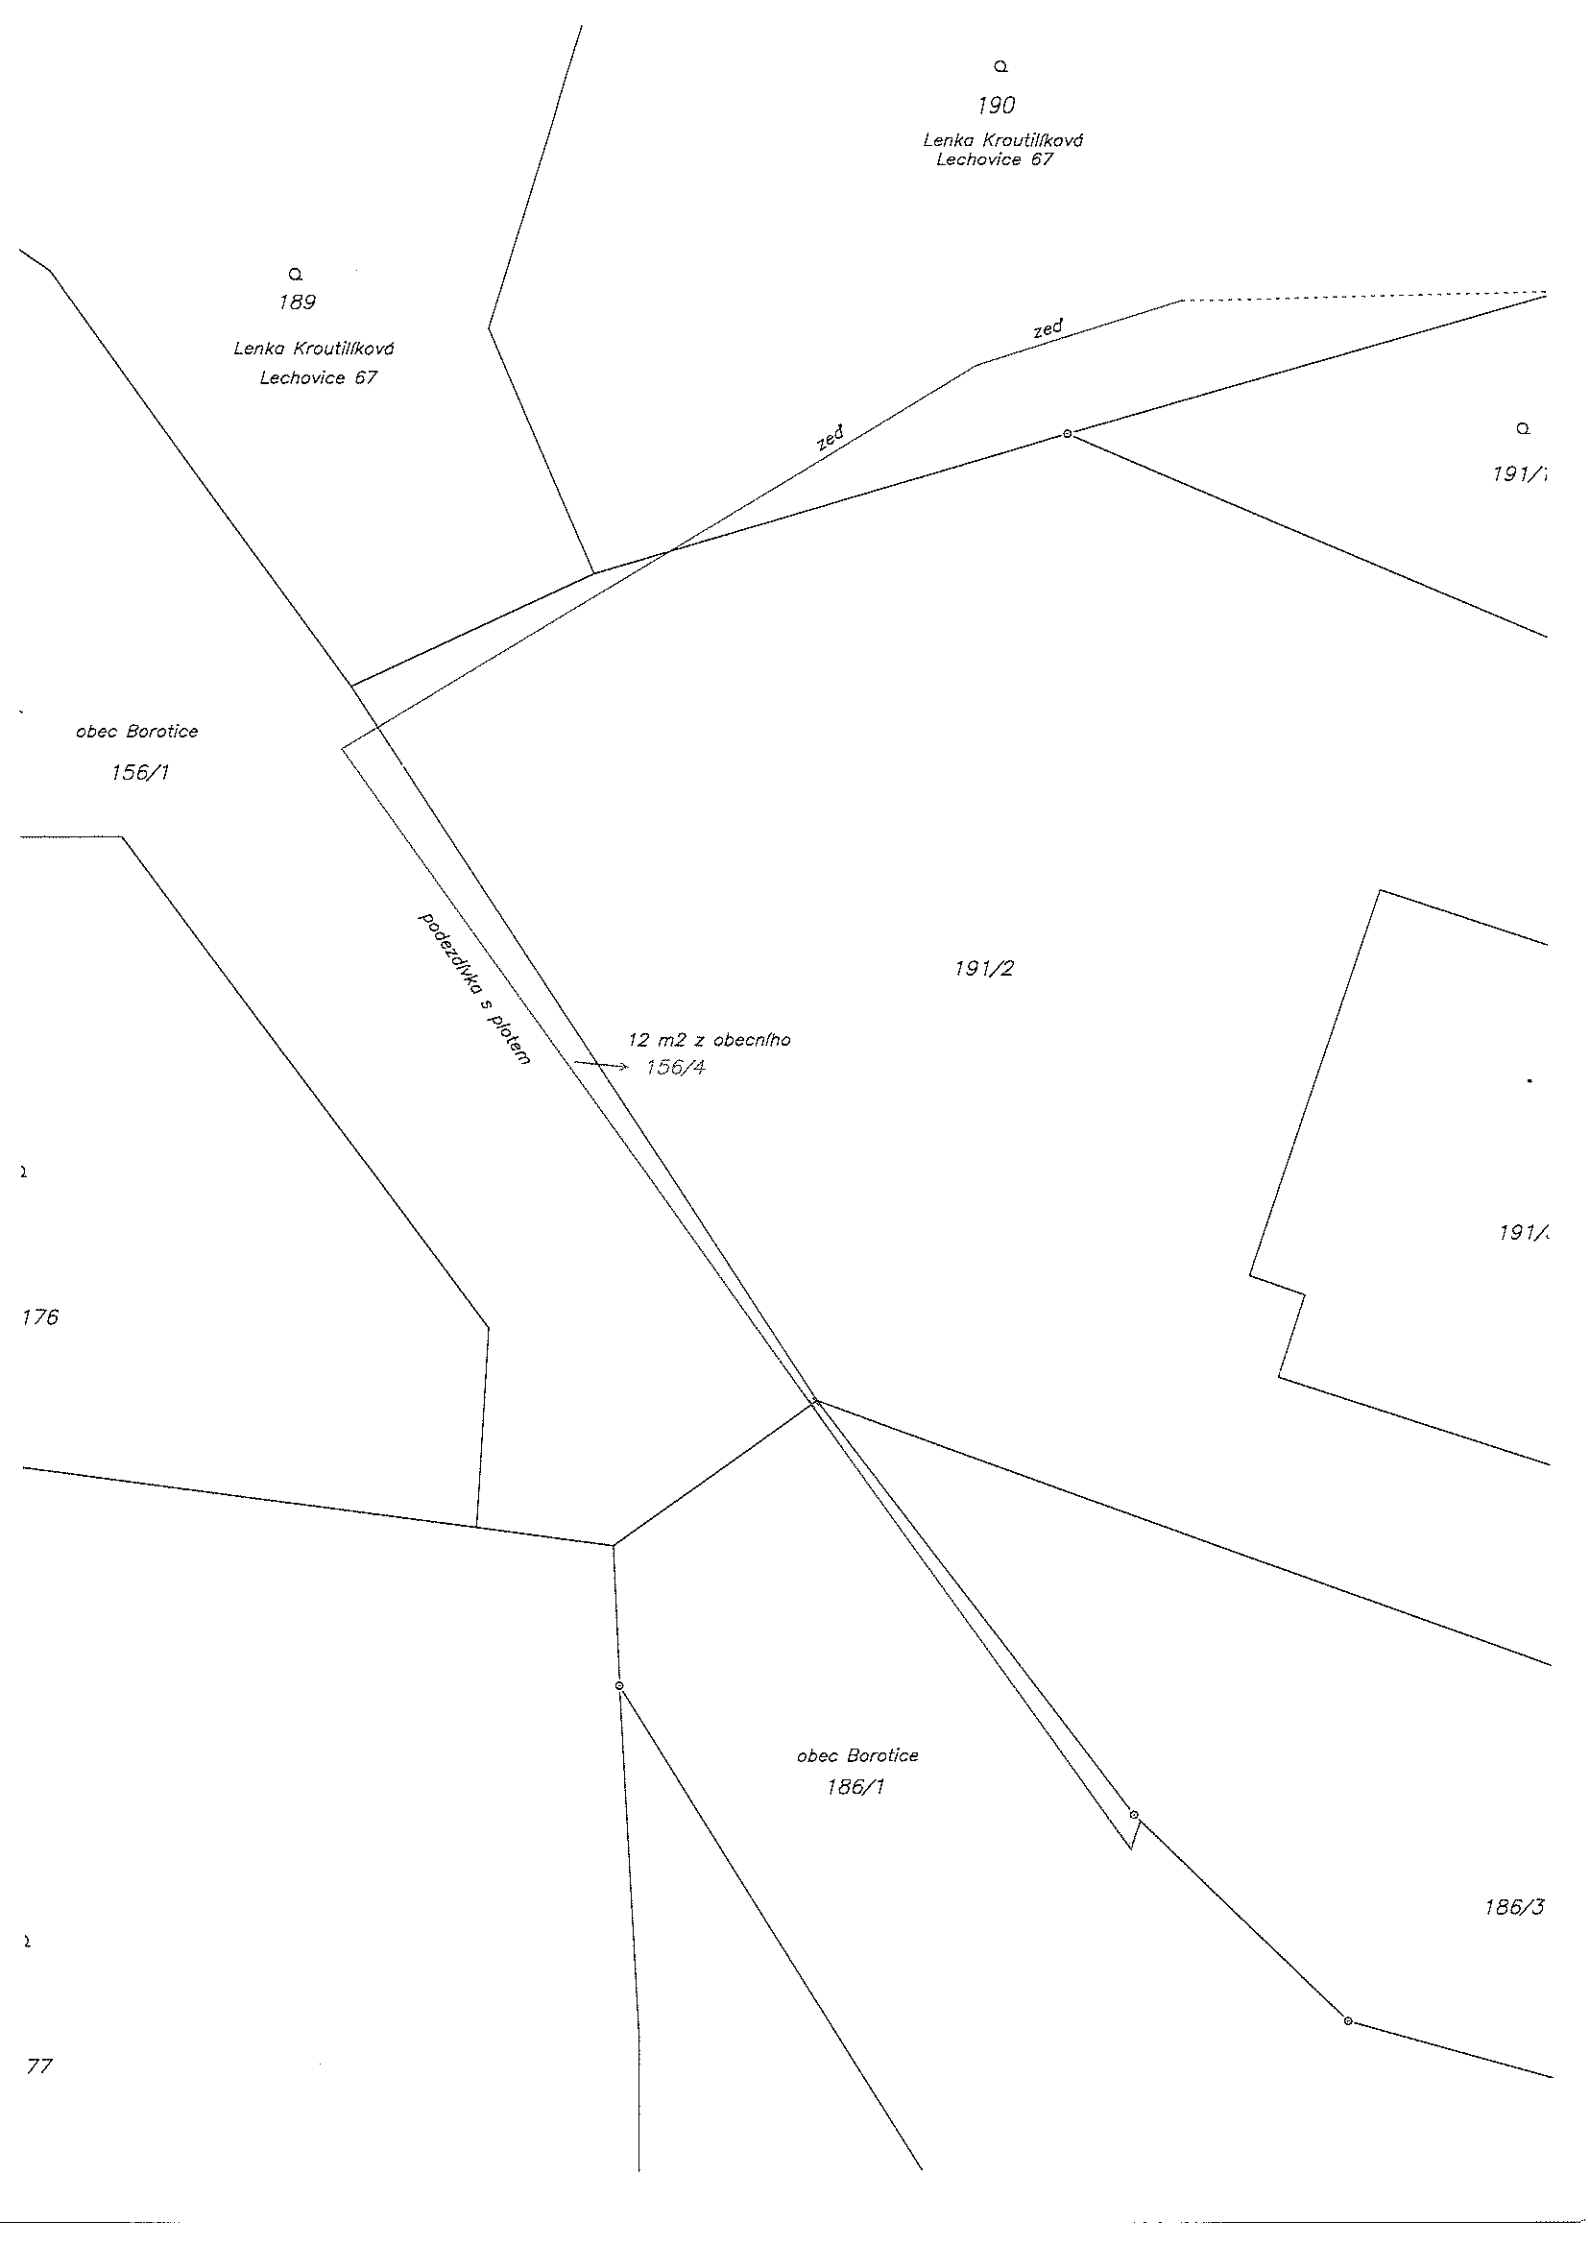 190
Lenka Kroutilíková
Lechovice 67
189
Lenka Kroutilíková
Lechovice 67
zeď
zeď
191/1
obec Borotice
156/1
podezdívka s plotem
191/2
12 m2 z obecního
156/4
191/
176
obec Borotice
186/1
186/3
77